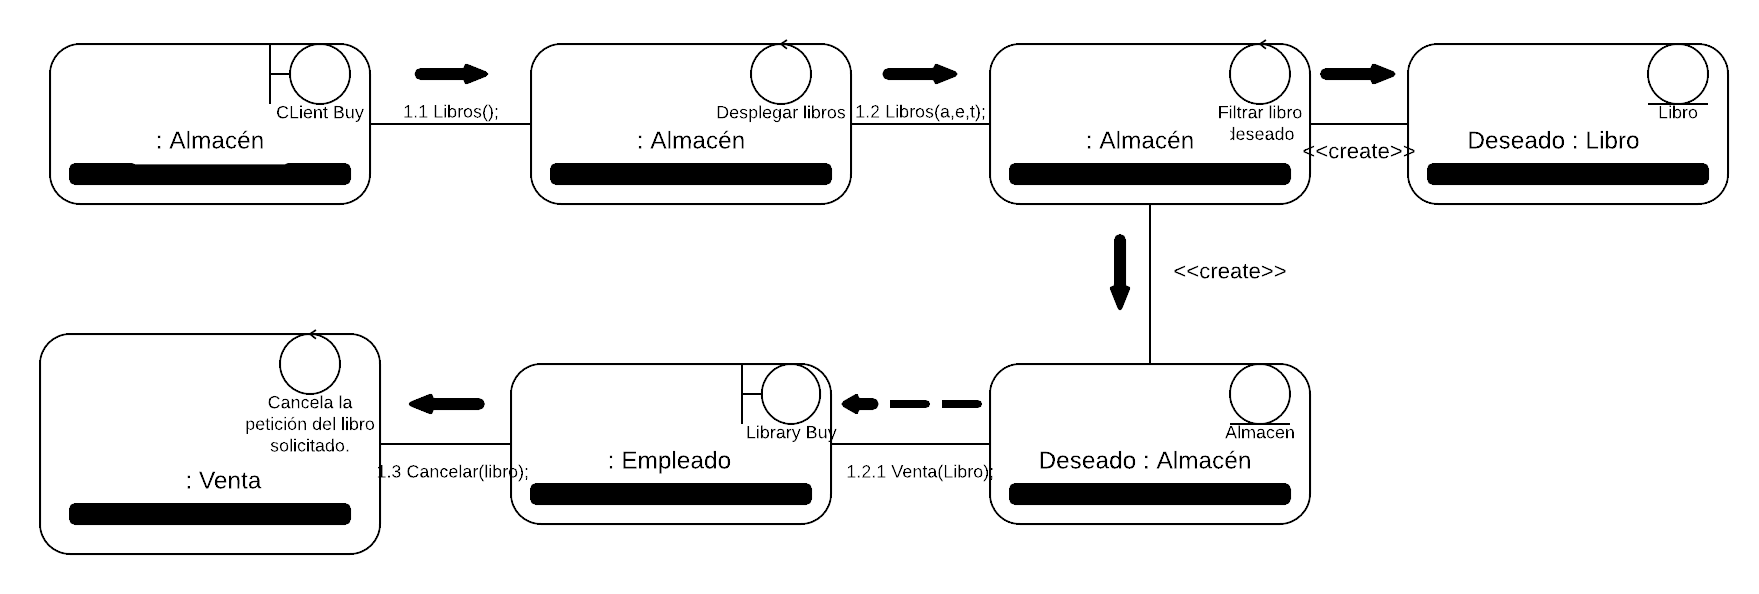 CLient Buy
: Almacén
1.1 Libros();
Desplegar libros
: Almacén
1.2 Libros(a,e,t);
Filtrar libro
deseado
: Almacén
<<create>>
Libro
Deseado : Libro
<<create>>
Cancela la
petición del libro
solicitado.
: Venta
1.3 Cancelar(libro);
Library Buy
: Empleado
1.2.1 Venta(Libro);
Almacen
Deseado : Almacén